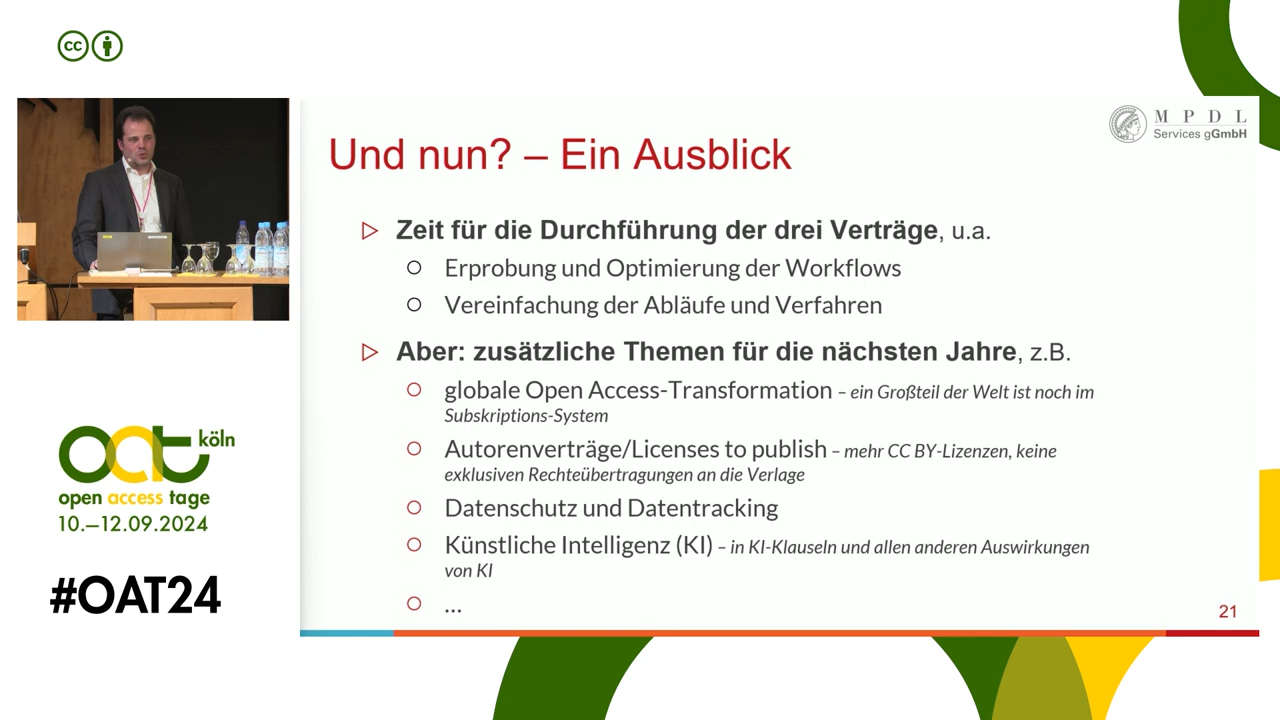 cc
MPDL
Services gGmbH
Und nun? – Ein Ausblick
Zeit für die Durchführung der drei Verträge, u.a.
Erprobung und Optimierung der Workflows
Vereinfachung der Abläufe und Verfahren
Aber: zusätzliche Themen für die nächsten Jahre, z.B.
globale Open Access-Transformation – ein Großteil der Welt ist noch im
Subskriptions-System
Autorenverträge/Licenses to publish – mehr CC BY-Lizenzen, keine
exklusiven Rechteübertragungen an die Verlage
Datenschutz und Datentracking
Künstliche Intelligenz (KI) – in KI-Klauseln und allen anderen Auswirkungen
von KI
...
21
oat köln
open access tage
10.–12.09.2024
#OAT24